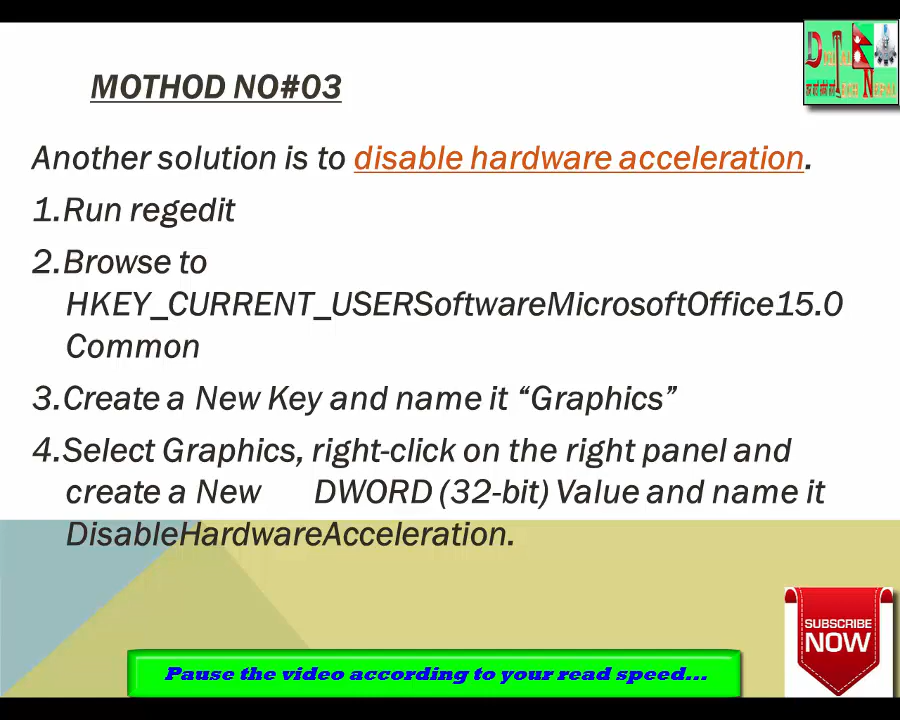 MOTHOD NO#03
Another solution is to disable hardware acceleration.
1.Run regedit
2.Browse to
HKEY_CURRENT_USERSoftwareMicrosoftOffice15.0
Common
3.Create a New Key and name it “Graphics”
4.Select Graphics, right-click on the right panel and
create a New DWORD (32-bit) Value and name it
DisableHardwareAcceleration.
SUBSCRIBE
NOW
Pause the video according to your read speed...